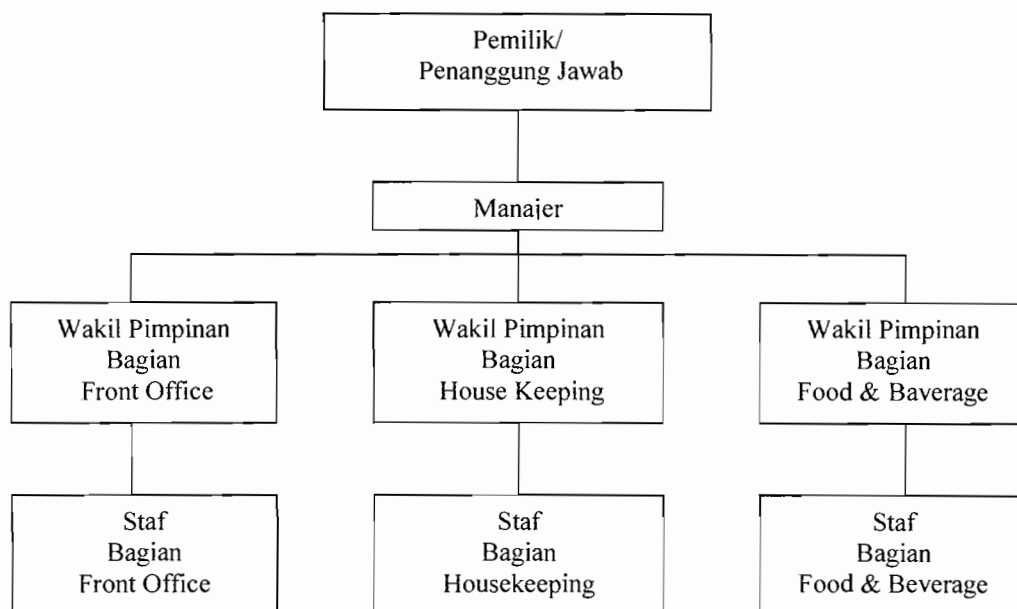 Pemilik/
Penanggung Jawab
Manajer
Wakil Pimpinan
Bagian
Front Office
Wakil Pimpinan
Bagian
House Keeping
Wakil Pimpinan
Bagian
Food & Baverage
Staf
Bagian
Front Office
Staf
Bagian
Housekeeping
Staf
Bagian
Food & Beverage